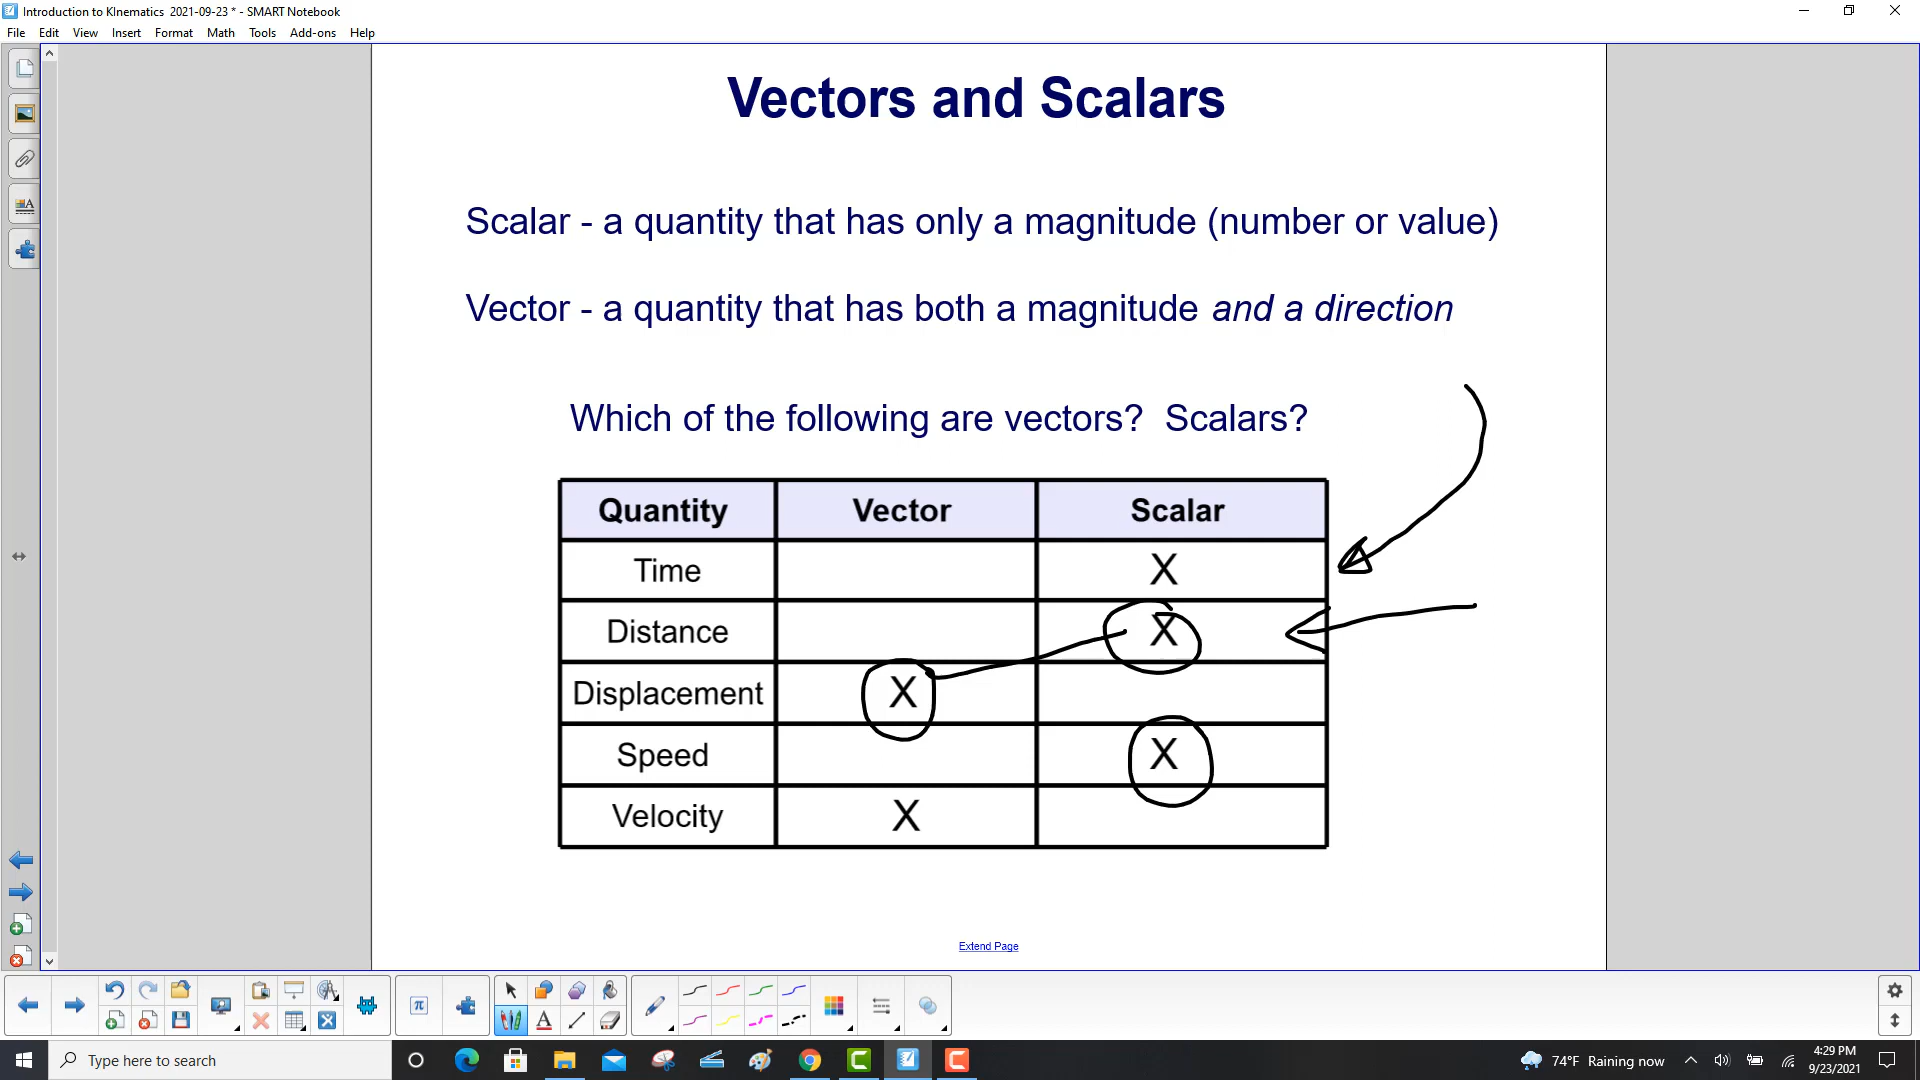 Introduction to KInematics 2021-09-23 * - SMART Notebook
File Edit View Insert Format Math Tools Add-ons Help
Vectors and Scalars
Scalar - a quantity that has only a magnitude (number or value)
Vector - a quantity that has both a magnitude and a direction
Which of the following are vectors? Scalars?
Quantity Vector Scalar
Time X
Distance X
Displacement X
Speed X
Velocity X
Extend Page
Type here to search
74°F Raining now
4:29 PM
9/23/2021